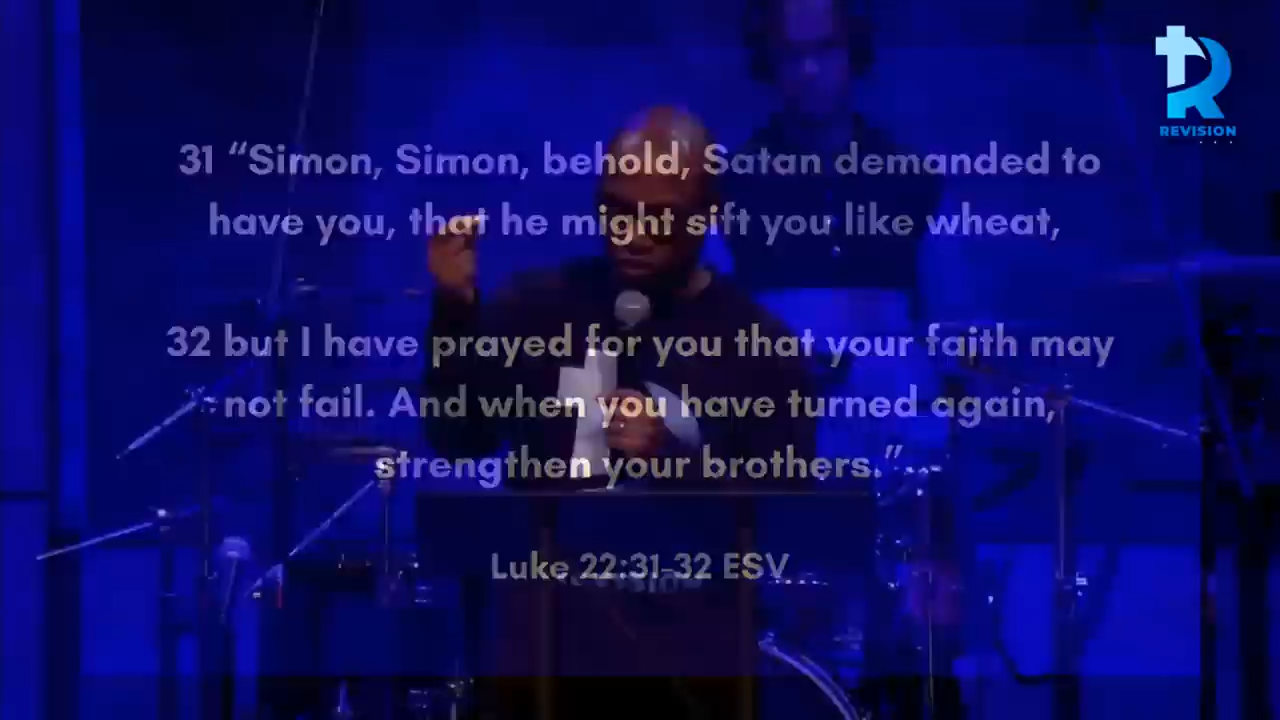 REVISION
31 “Simon, Simon, behold, Satan demanded to
have you, that he might sift you like wheat,
32 but I have prayed for you that your faith may
not fail. And when you have turned again,
strengthen your brothers.”
Luke 22:31-32 ESV